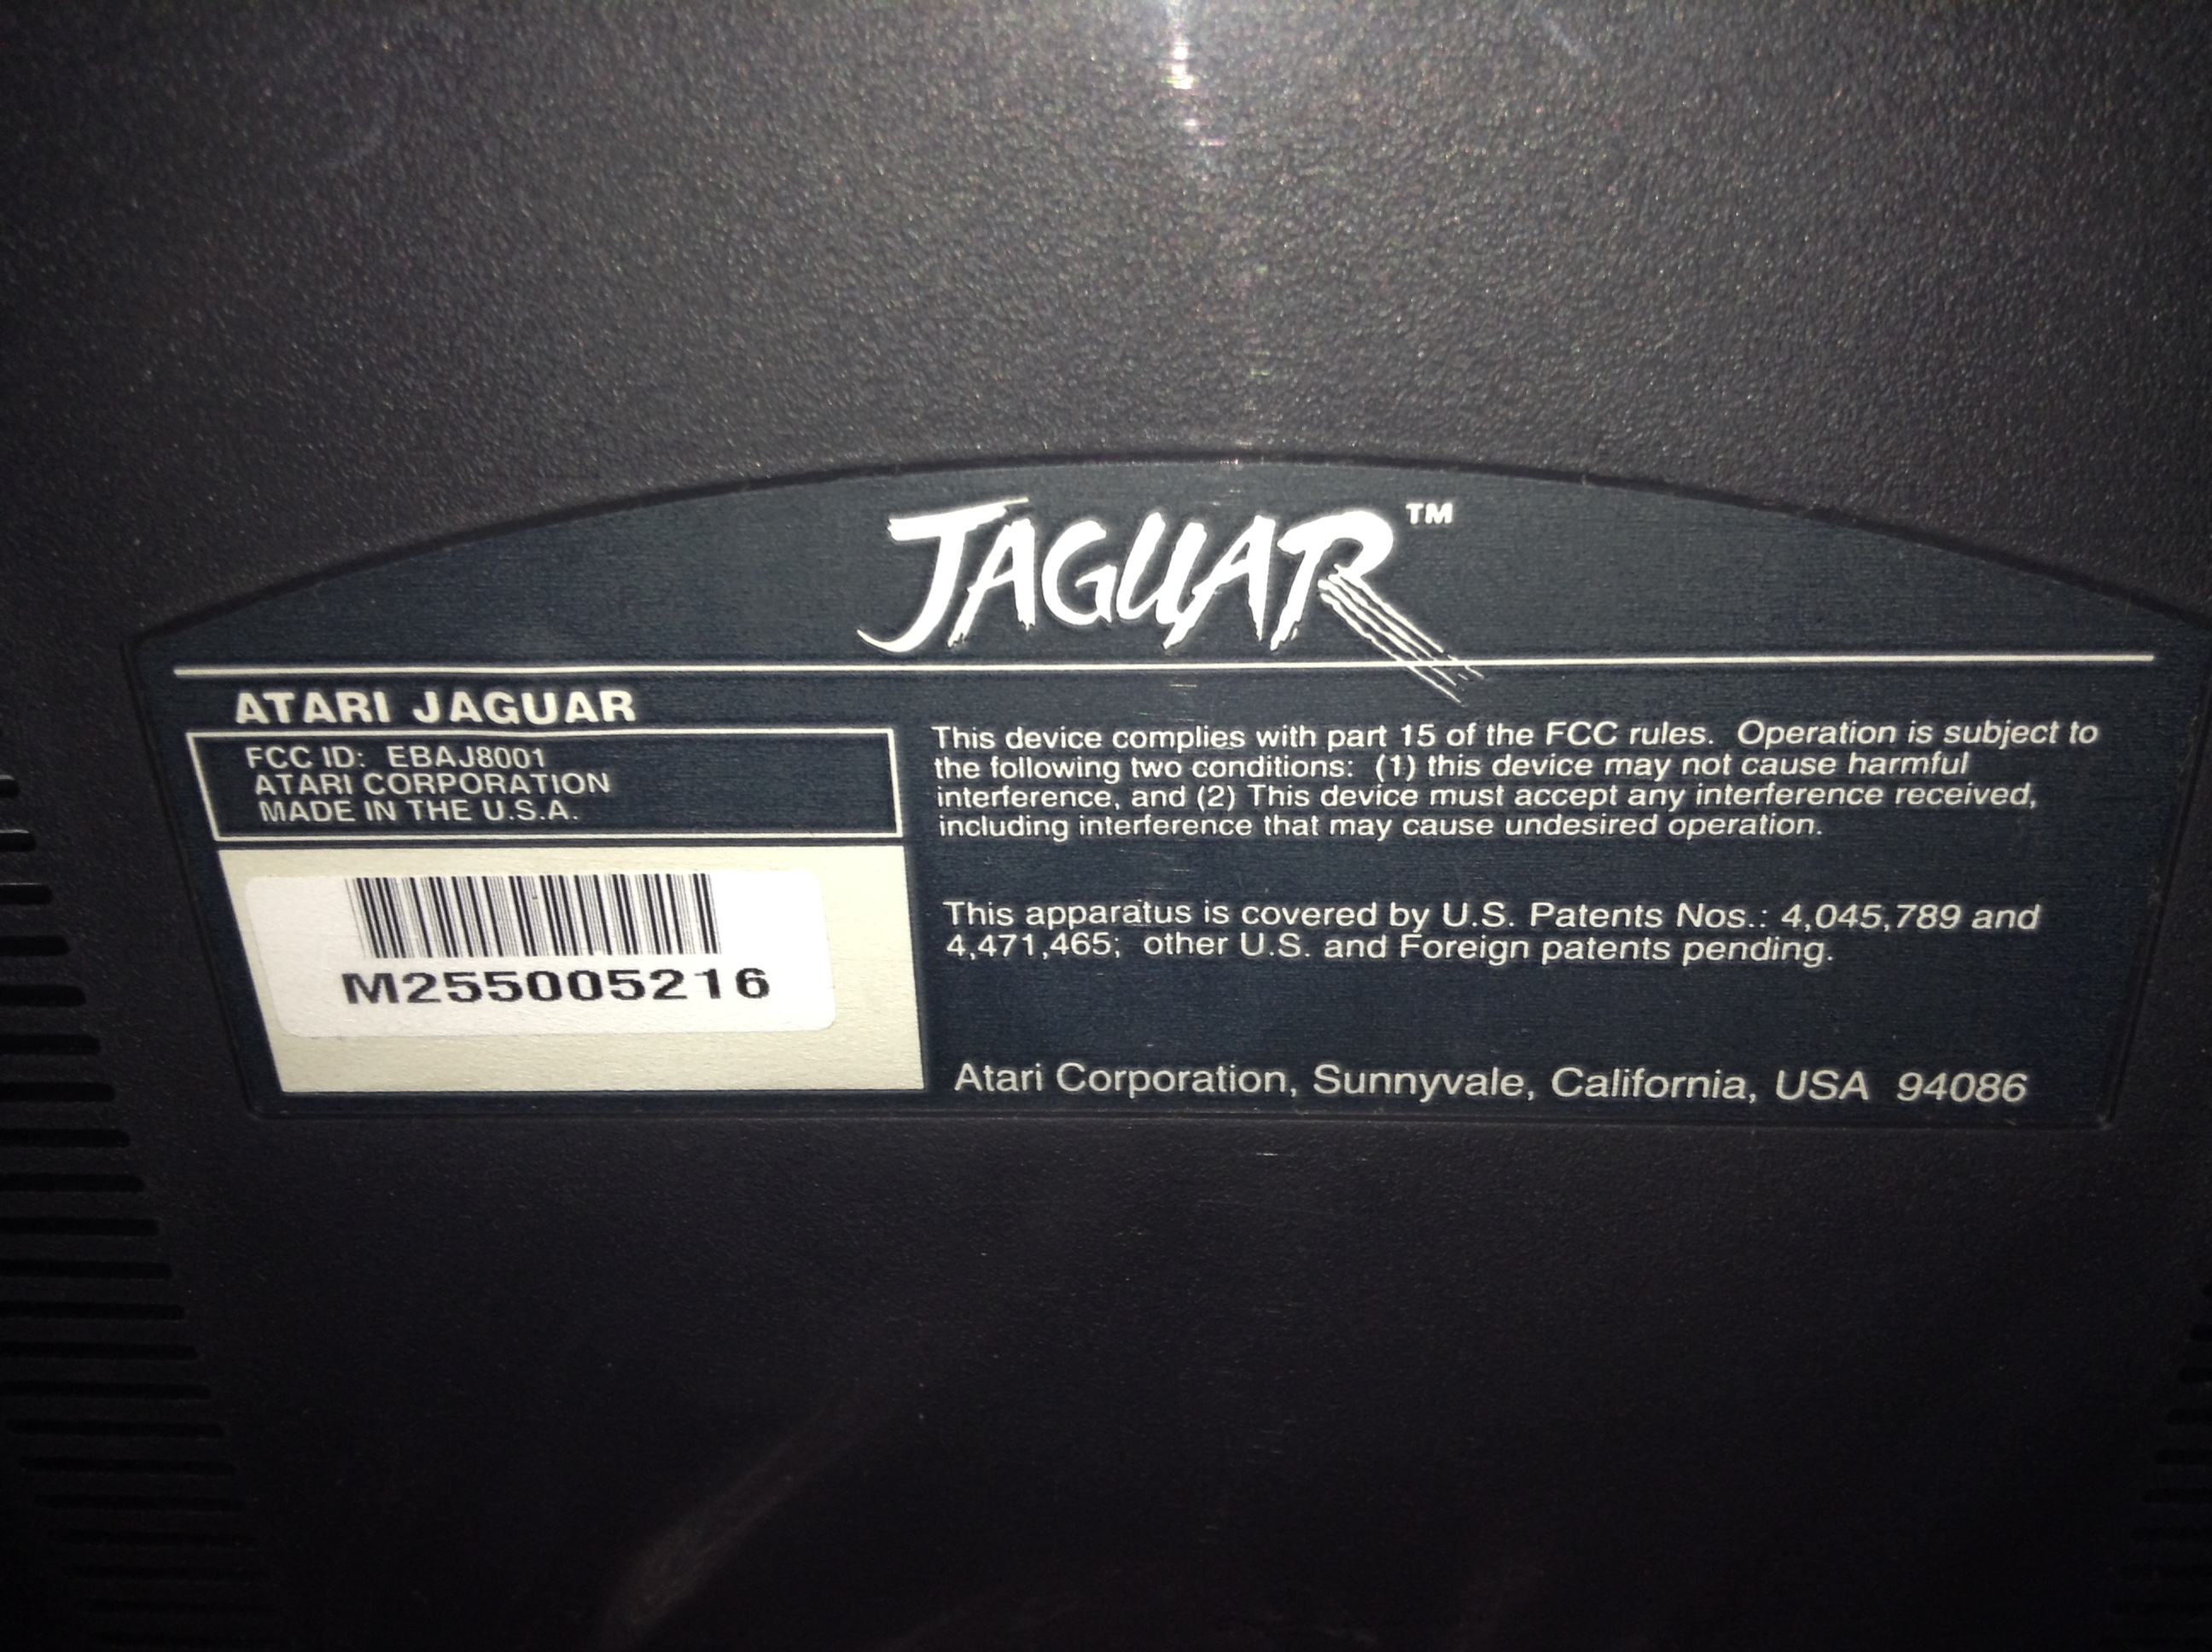 JAGUAR™
ATARI JAGUAR
FCC ID: EBAJ8001
ATARI CORPORATION
MADE IN THE U.S.A.
M255005216
This device complies with part 15 of the FCC rules. Operation is subject to
the following two conditions: (1) this device may not cause harmful
interference, and (2) This device must accept any interference received,
including interference that may cause undesired operation.
This apparatus is covered by U.S. Patents Nos.: 4,045,789 and
4,471,465; other U.S. and Foreign patents pending.
Atari Corporation, Sunnyvale, California, USA 94086